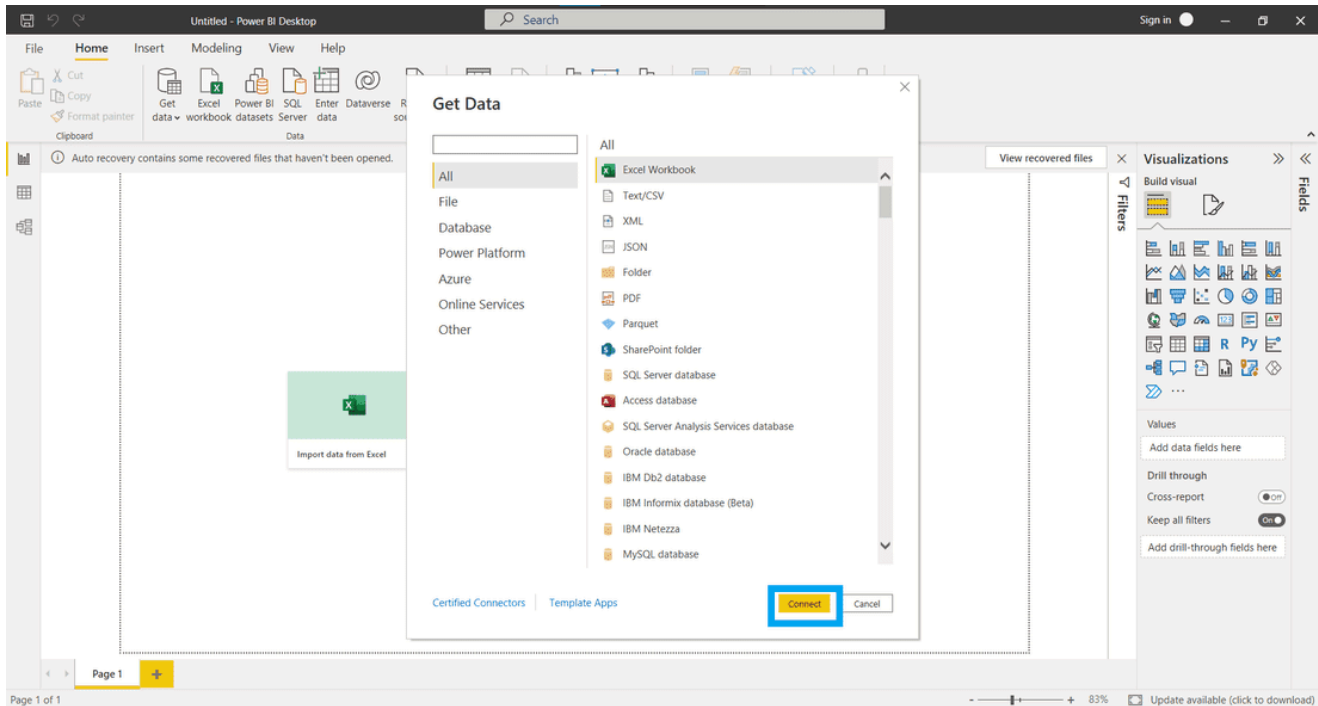 Untitled - Power BI Desktop
Search
Sign in
File Home Insert Modeling View Help
Paste
Cut
Copy
Format painter
Clipboard
Get data
Excel workbook
Power BI datasets
SQL Server
Enter data
Dataverse
Data
Auto recovery contains some recovered files that haven't been opened.
View recovered files
Get Data
All
File
Database
Power Platform
Azure
Online Services
Other
All
Excel Workbook
Text/CSV
XML
JSON
Folder
PDF
Parquet
SharePoint folder
SQL Server database
Access database
SQL Server Analysis Services database
Oracle database
IBM Db2 database
IBM Informix database (Beta)
IBM Netezza
MySQL database
Certified Connectors
Template Apps
Connect
Cancel
Import data from Excel
Filters
Visualizations
Build visual
123
R
Py
Values
Add data fields here
Drill through
Cross-report
Off
Keep all filters
On
Add drill-through fields here
Fields
Page 1
Page 1 of 1
83%
Update available (click to download)